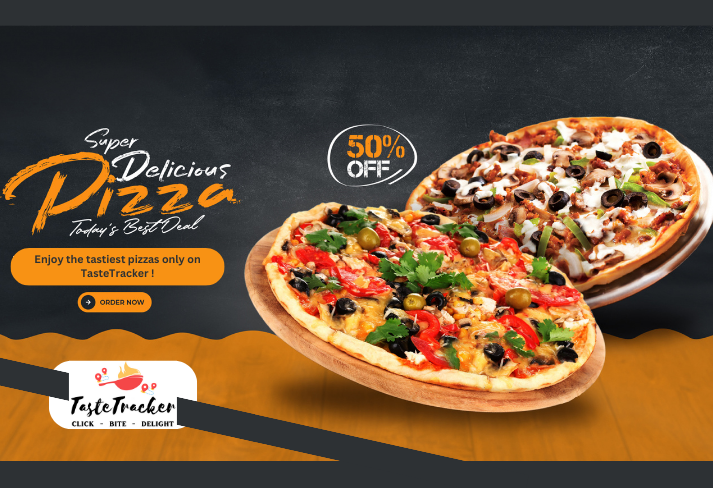 Super
Delicious
Pizza
Today's Best Deal
50%
OFF
Enjoy the tastiest pizzas only on
TasteTracker !
ORDER NOW
TasteTracker
CLICK - BITE - DELIGHT